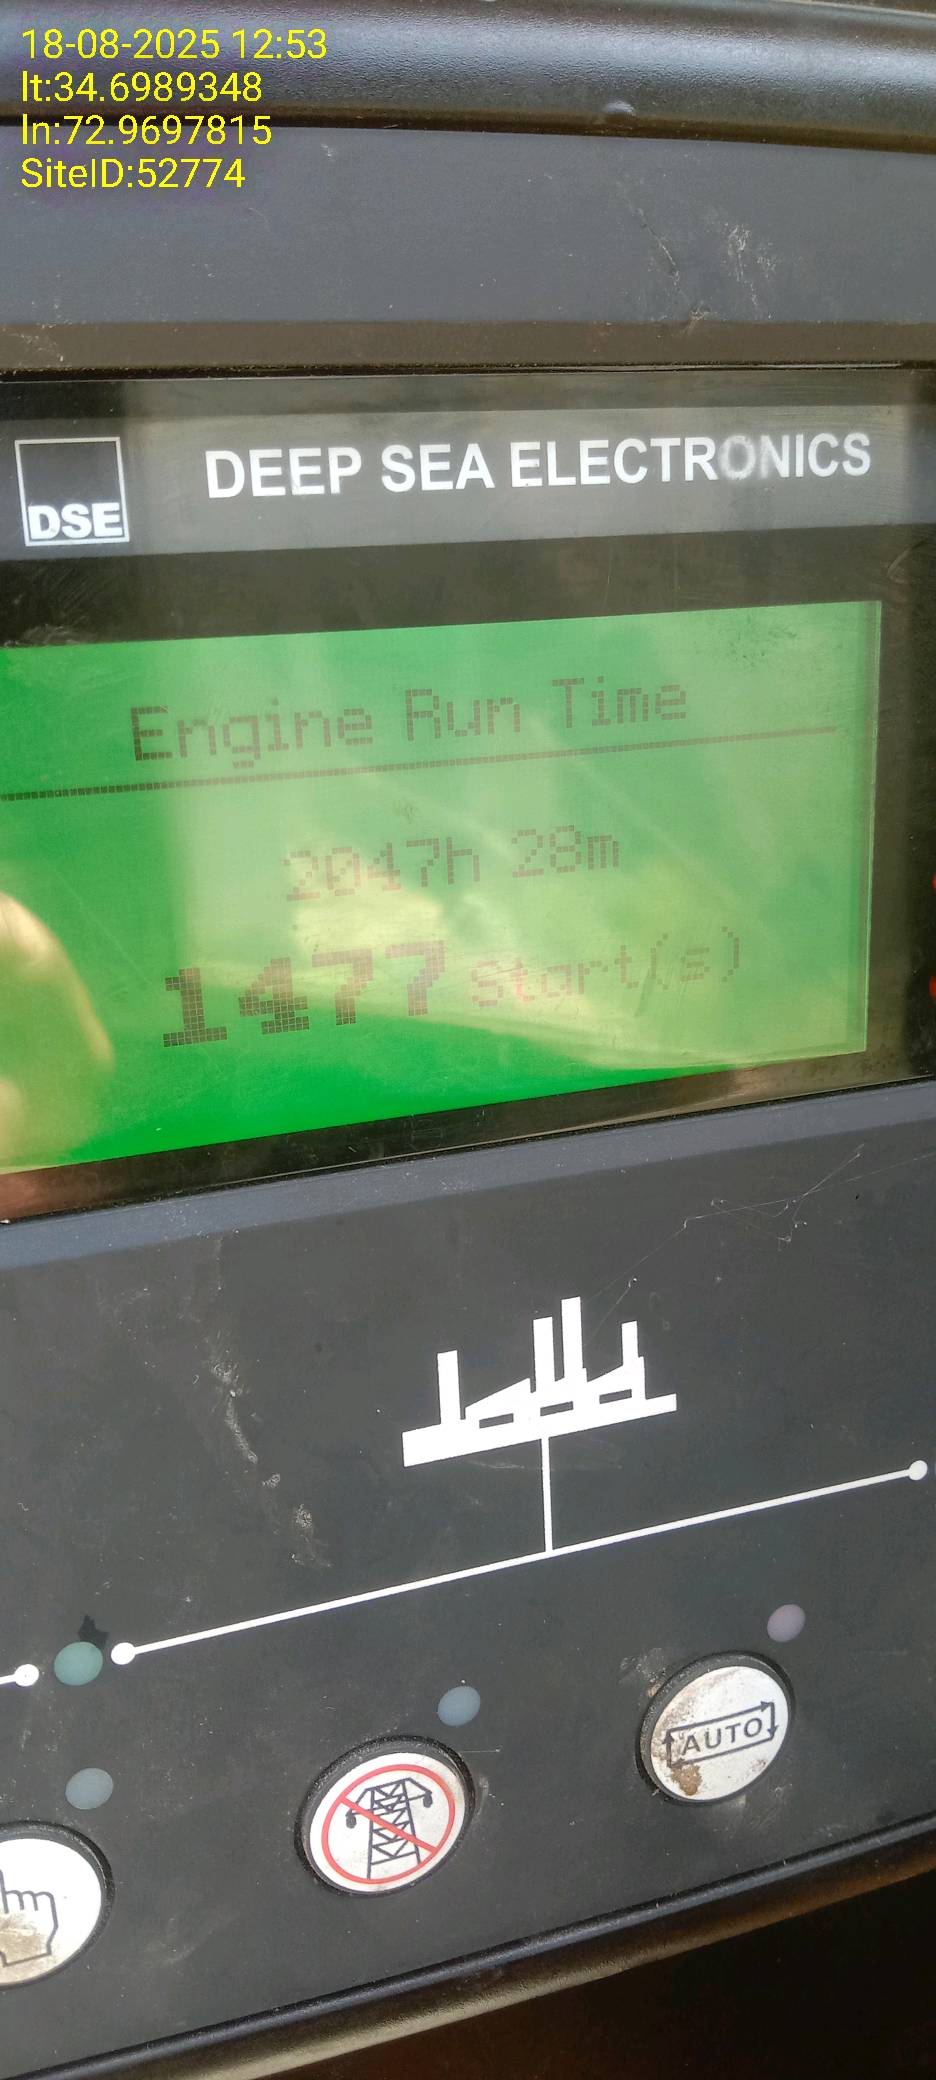 18-08-2025 12:53
lt:34.6989348
ln:72.9697815
SiteID:52774
DSE
DEEP SEA ELECTRONICS
Engine Run Time
2047h 28m
1477 start(s)
AUTO